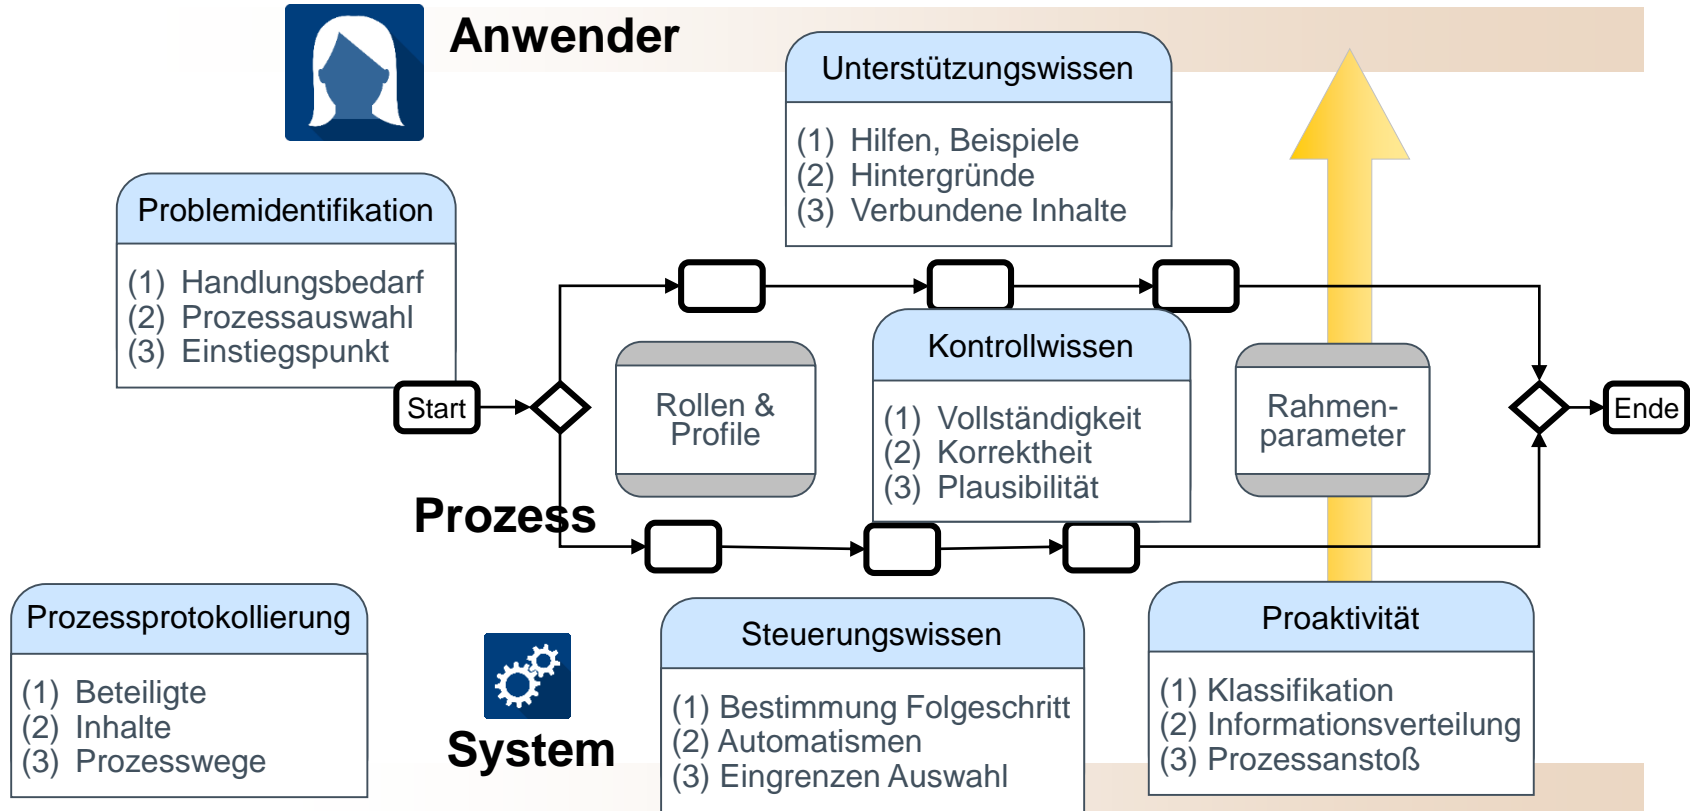 Anwender
Unterstützungswissen
(1) Hilfen, Beispiele
(2) Hintergründe
(3) Verbundene Inhalte
Problemidentifikation
(1) Handlungsbedarf
(2) Prozessauswahl
(3) Einstiegspunkt
Start
Rollen &
Profile
Kontrollwissen
(1) Vollständigkeit
(2) Korrektheit
(3) Plausibilität
Rahmen-
parameter
Ende
Prozess
Prozessprotokollierung
(1) Beteiligte
(2) Inhalte
(3) Prozesswege
System
Steuerungswissen
(1) Bestimmung Folgeschritt
(2) Automatismen
(3) Eingrenzen Auswahl
Proaktivität
(1) Klassifikation
(2) Informationsverteilung
(3) Prozessanstoß